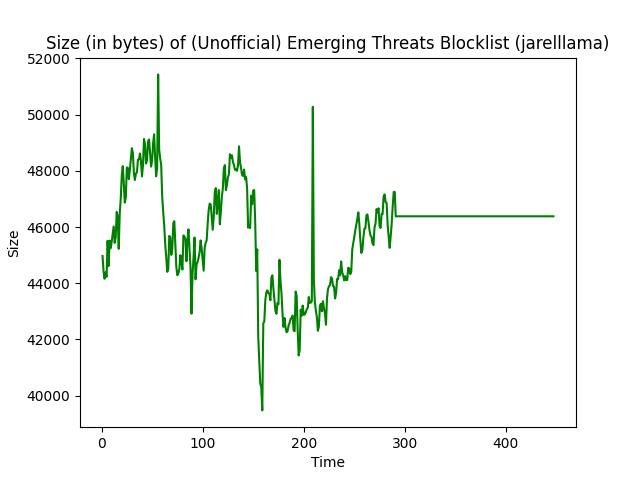 Size (in bytes) of (Unofficial) Emerging Threats Blocklist (jarelllama)
52000
50000
48000
46000
44000
42000
40000
Size
0 100 200 300 400
Time